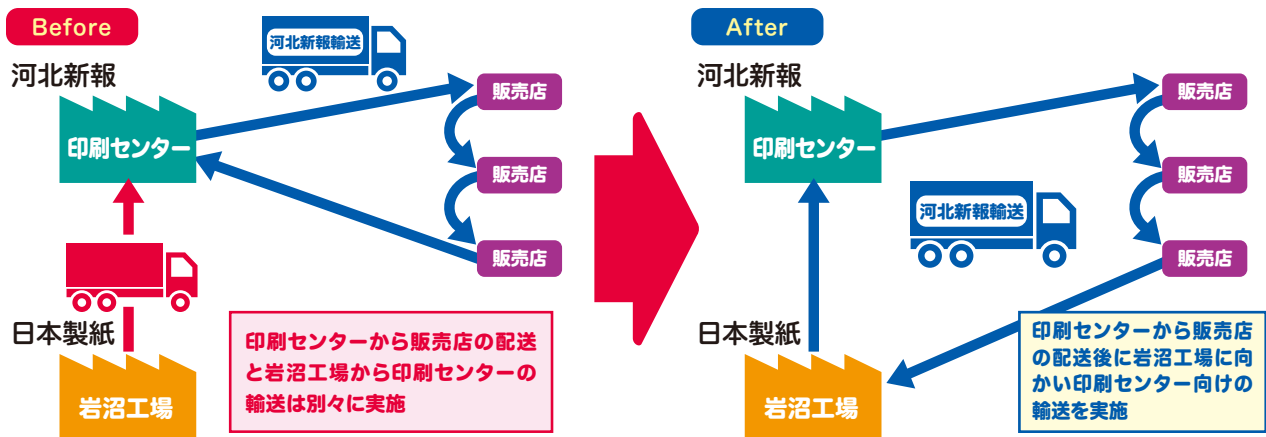 Before
河北新報輸送
河北新報
印刷センター
販売店
販売店
販売店
日本製紙
岩沼工場
印刷センターから販売店の配送
と岩沼工場から印刷センターの
輸送は別々に実施
After
河北新報
印刷センター
販売店
販売店
河北新報輸送
販売店
日本製紙
岩沼工場
印刷センターから販売店
の配送後に岩沼工場に向
かい印刷センター向けの
輸送を実施